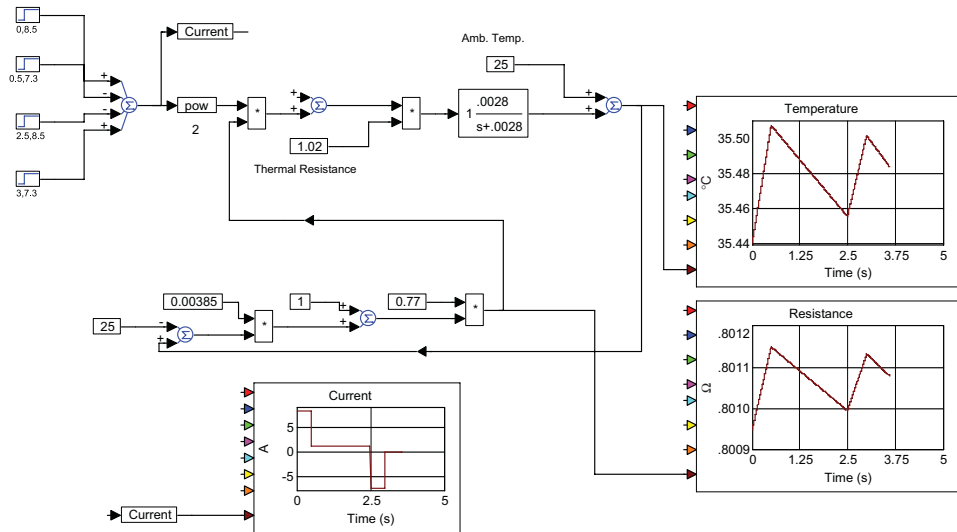 0,8.5
0.5,7.3
2.5,8.5
3,7.3
+
-
-
+
Σ
Current
pow
2
*
+
+
Σ
1.02
Thermal Resistance
*
1 .0028
s+.0028
Amb. Temp.
25
+
+
Σ
Temperature
35.50
35.48
35.46
35.44
°C
0 1.25 2.5 3.75 5
Time (s)
25
-
+
Σ
0.00385
*
1
+
+
Σ
0.77
*
Resistance
.8012
.8011
.8010
.8009
Ω
0 1.25 2.5 3.75 5
Time (s)
Current
Current
5
0
-5
A
0 2.5 5
Time (s)